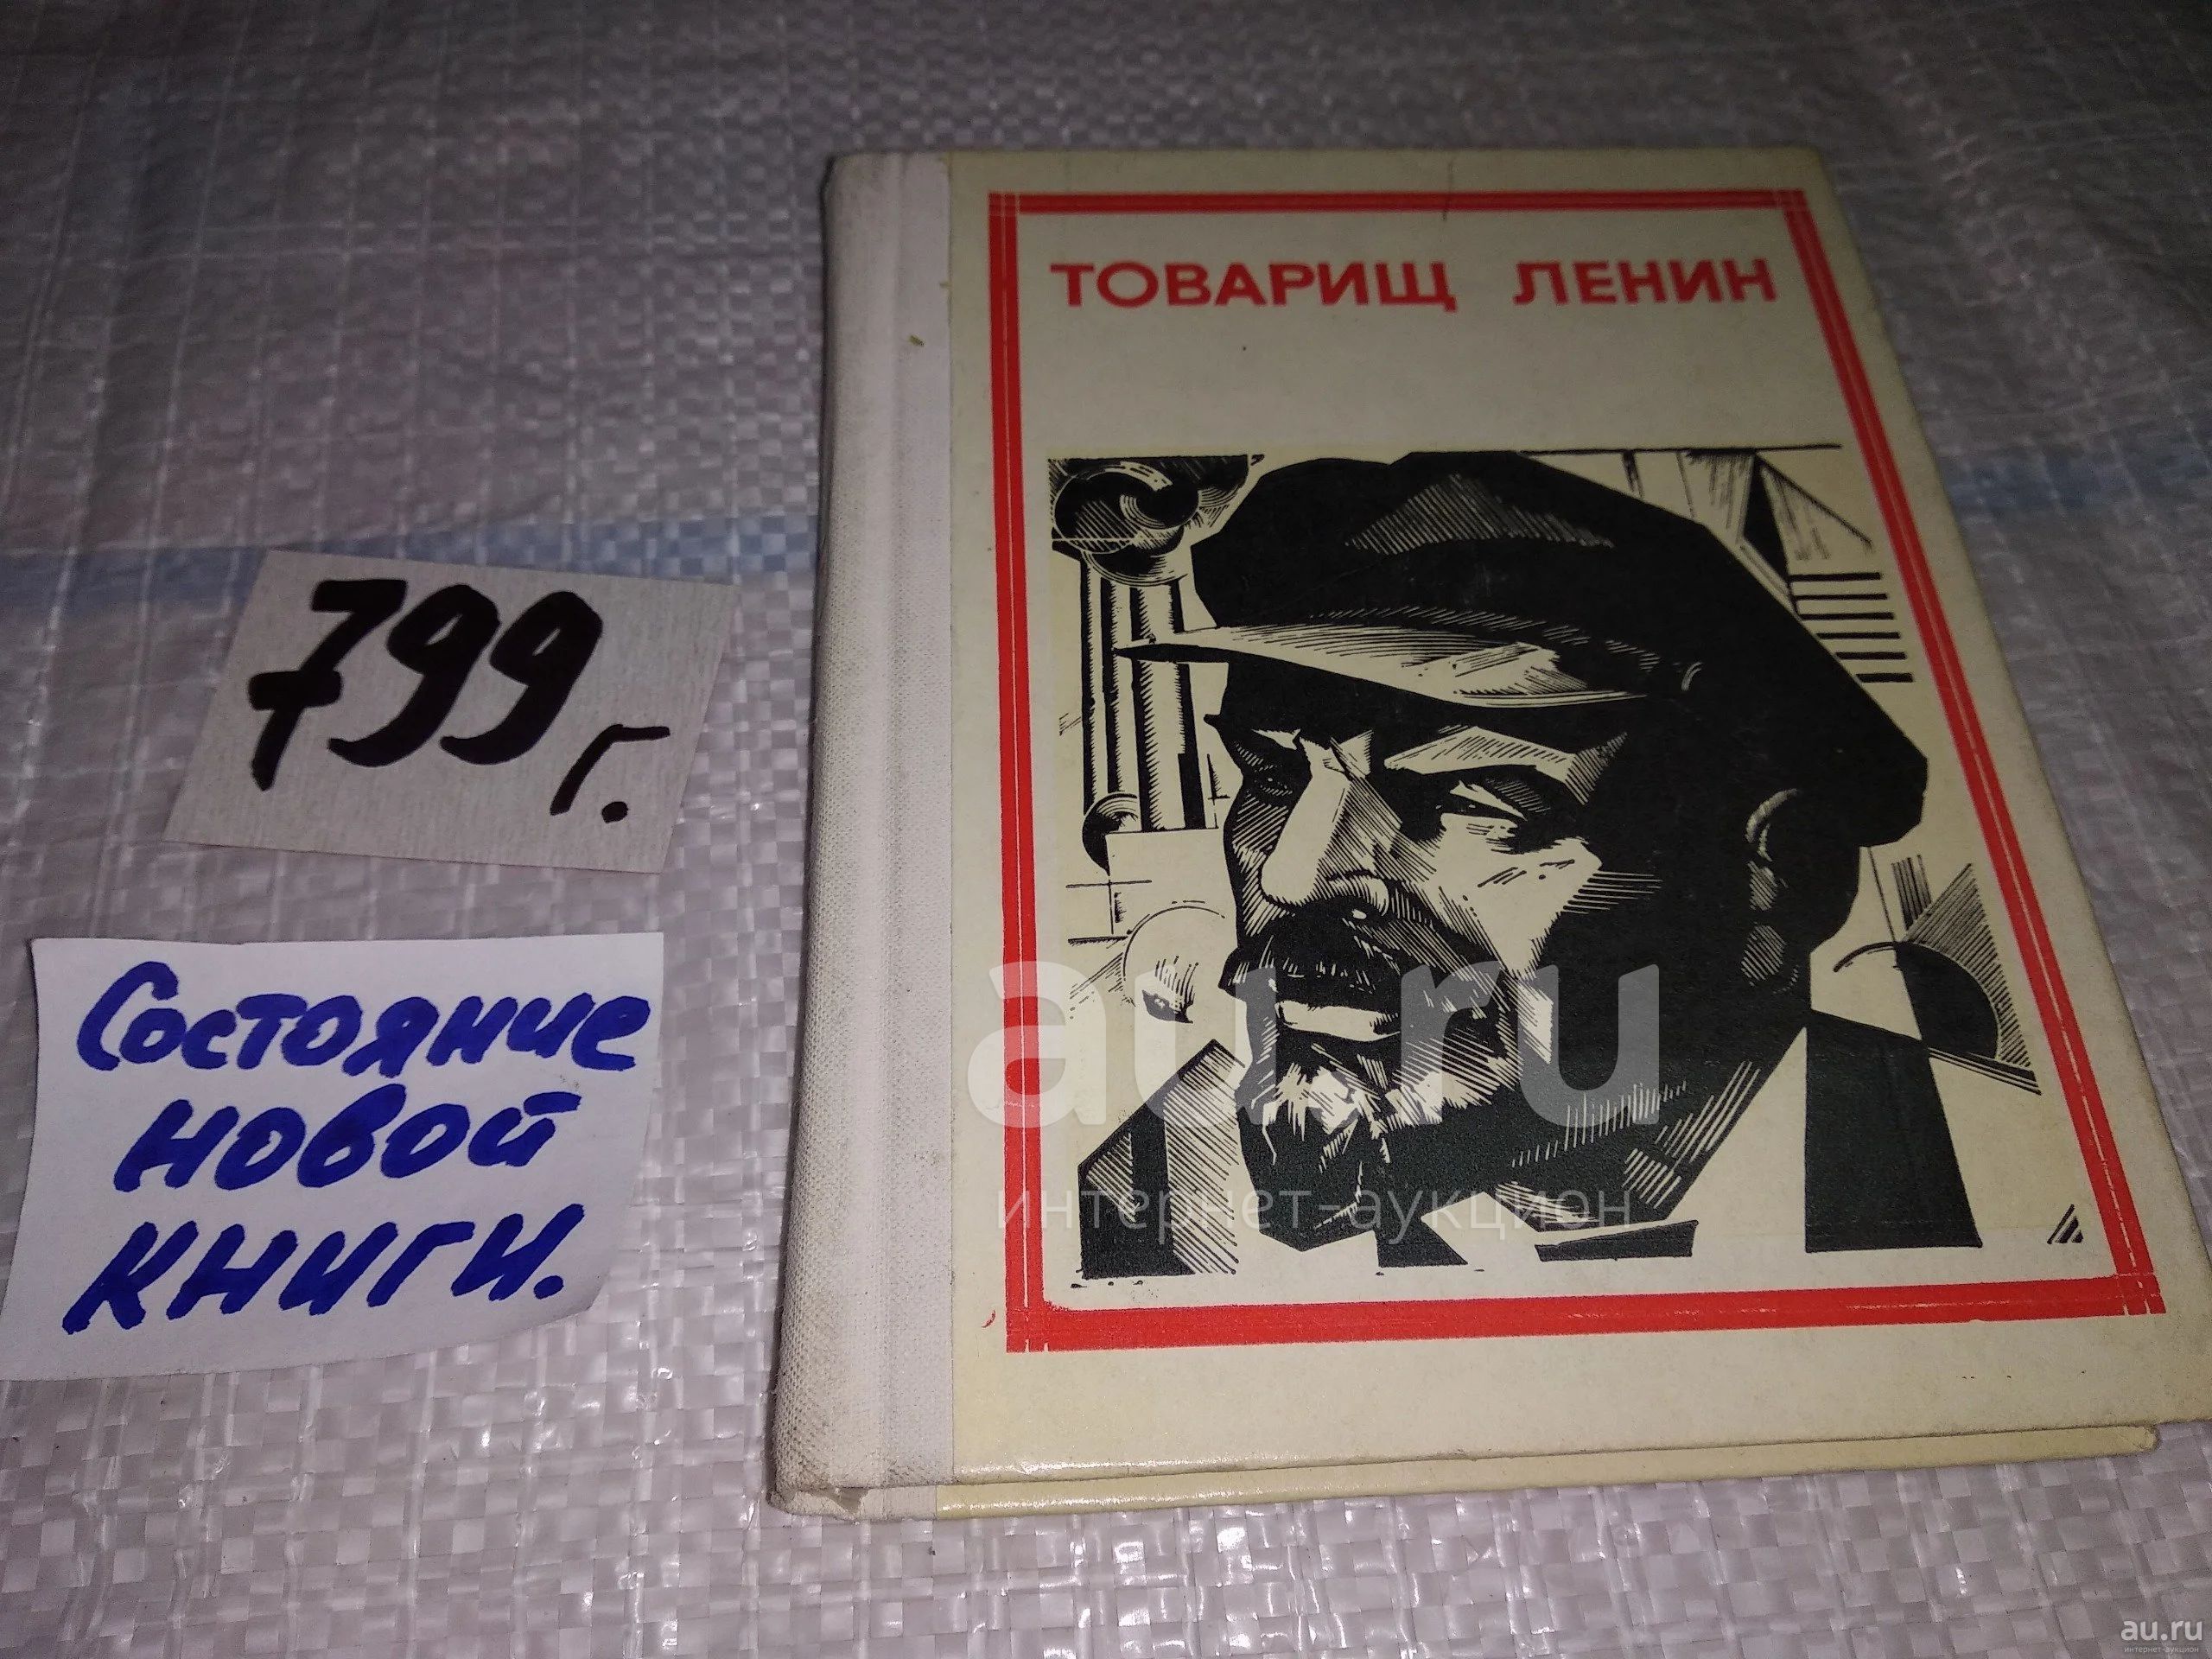 ТОВАРИЩ ЛЕНИН
799 г.
Состояние
новой
книги.
au.ru
интернет-аукцион
au.ru
интернет-аукцион